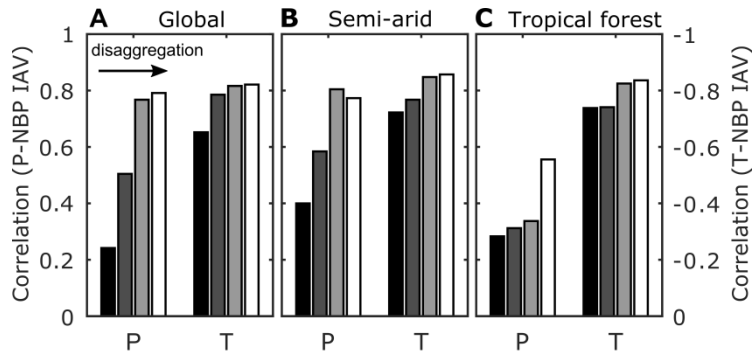 A Global
B Semi-arid
C Tropical forest
disaggregation
Correlation (P-NBP IAV)
1
0.8
0.6
0.4
0.2
0
-1
-0.8
-0.6
-0.4
-0.2
0
Correlation (T-NBP IAV)
P T
P T
P T